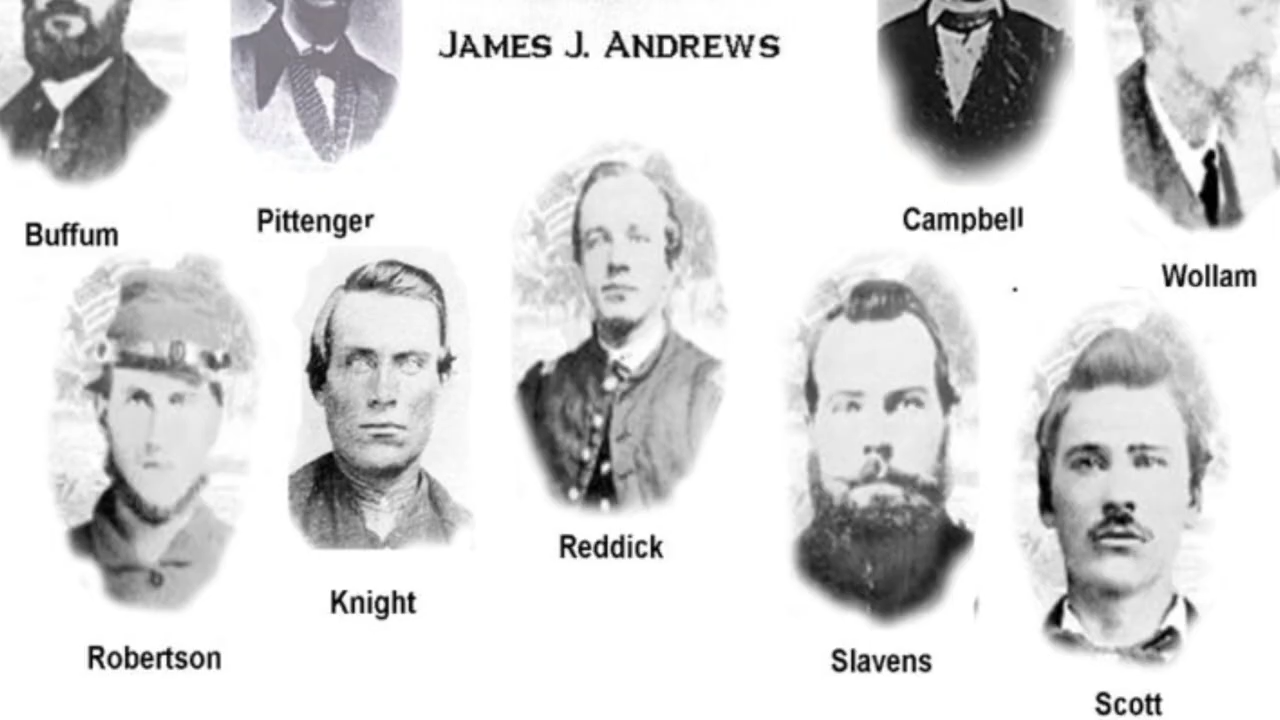 JAMES J. ANDREWS
Buffum
Pittenger
Campbell
Wollam
Reddick
Knight
Robertson
Slavens
Scott